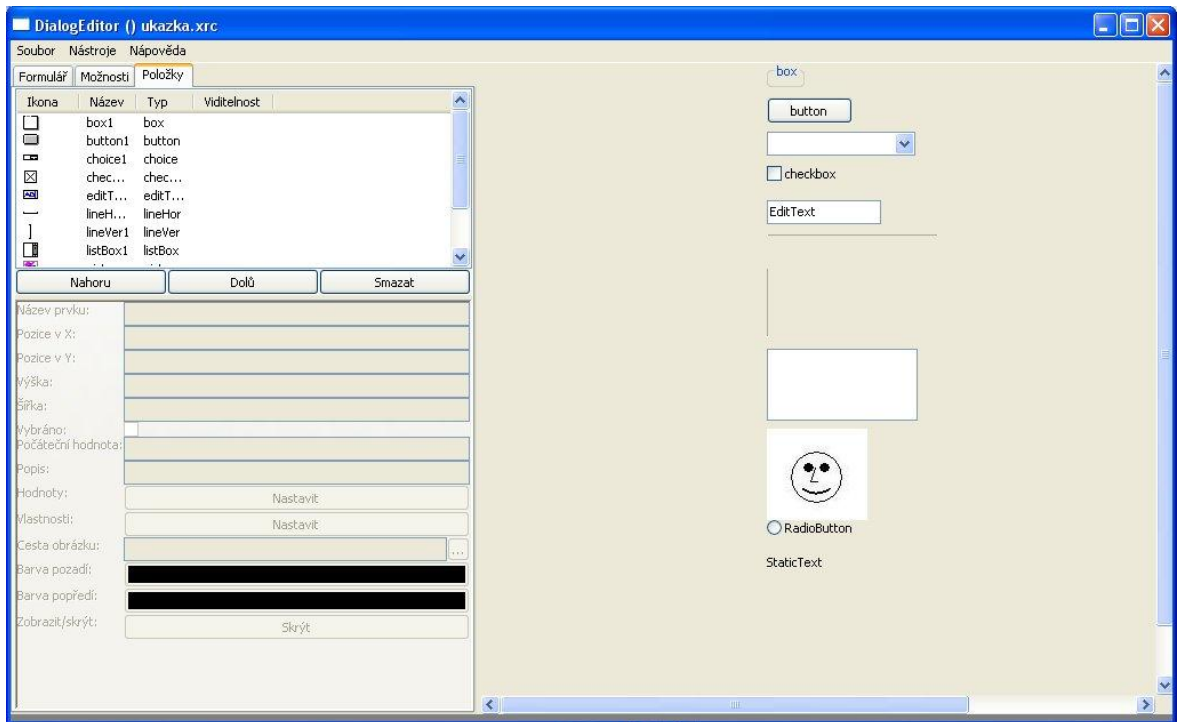 DialogEditor () ukazka.xrc
Soubor Nástroje Nápověda
Formulář Možnosti Položky
Ikona Název Typ Viditelnost
box1 box
button1 button
choice1 choice
chec... chec...
editT... editT...
lineH... lineHor
lineVer1 lineVer
listBox1 listBox
Nahoru Dolů Smazat
Název prvku:
Pozice v X:
Pozice v Y:
Výška:
Šířka:
Vybráno:
Počáteční hodnota:
Popis:
Hodnoty: Nastavit
Vlastnosti: Nastavit
Cesta obrázku: ...
Barva pozadí:
Barva popředí:
Zobrazit/skrýt: Skrýt
box
button
checkbox
EditText
RadioButton
StaticText